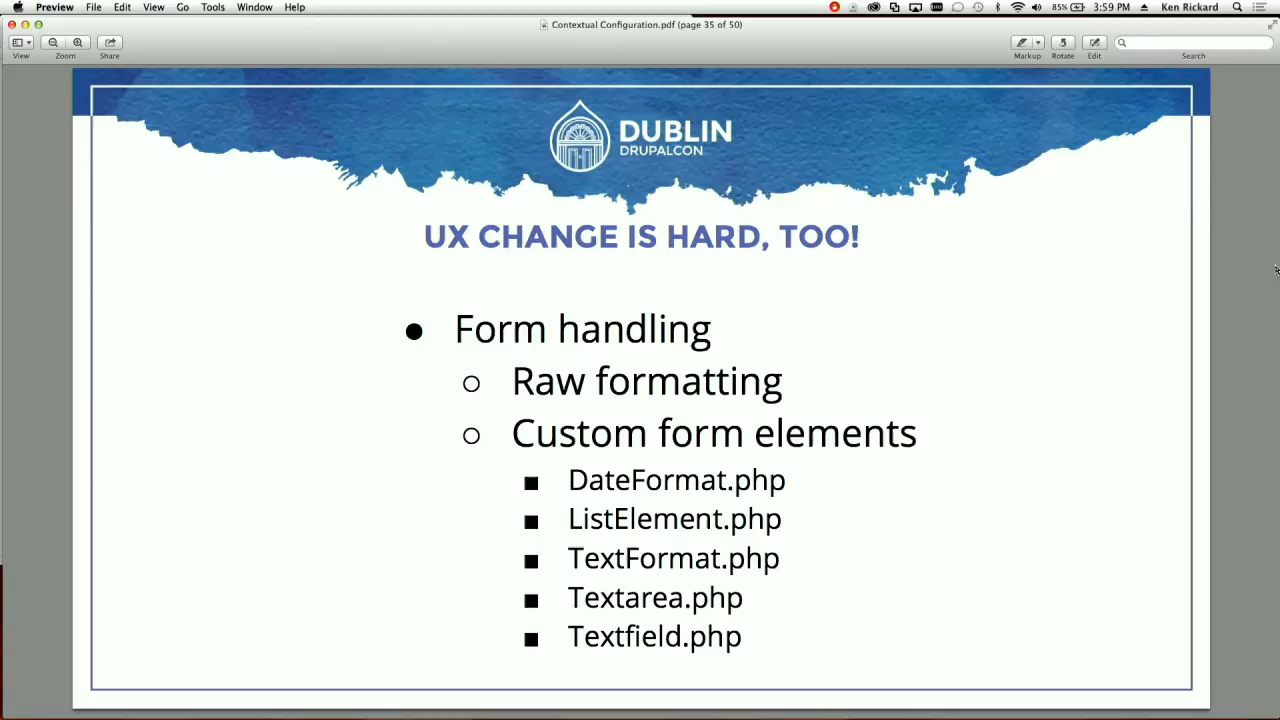 Preview File Edit View Go Tools Window Help 85% 3:59 PM Ken Rickard
Contextual Configuration.pdf (page 35 of 50)
View Zoom Share Markup Rotate Edit Search
DUBLIN
DRUPALCON
UX CHANGE IS HARD, TOO!
● Form handling
○ Raw formatting
○ Custom form elements
■ DateFormat.php
■ ListElement.php
■ TextFormat.php
■ Textarea.php
■ Textfield.php